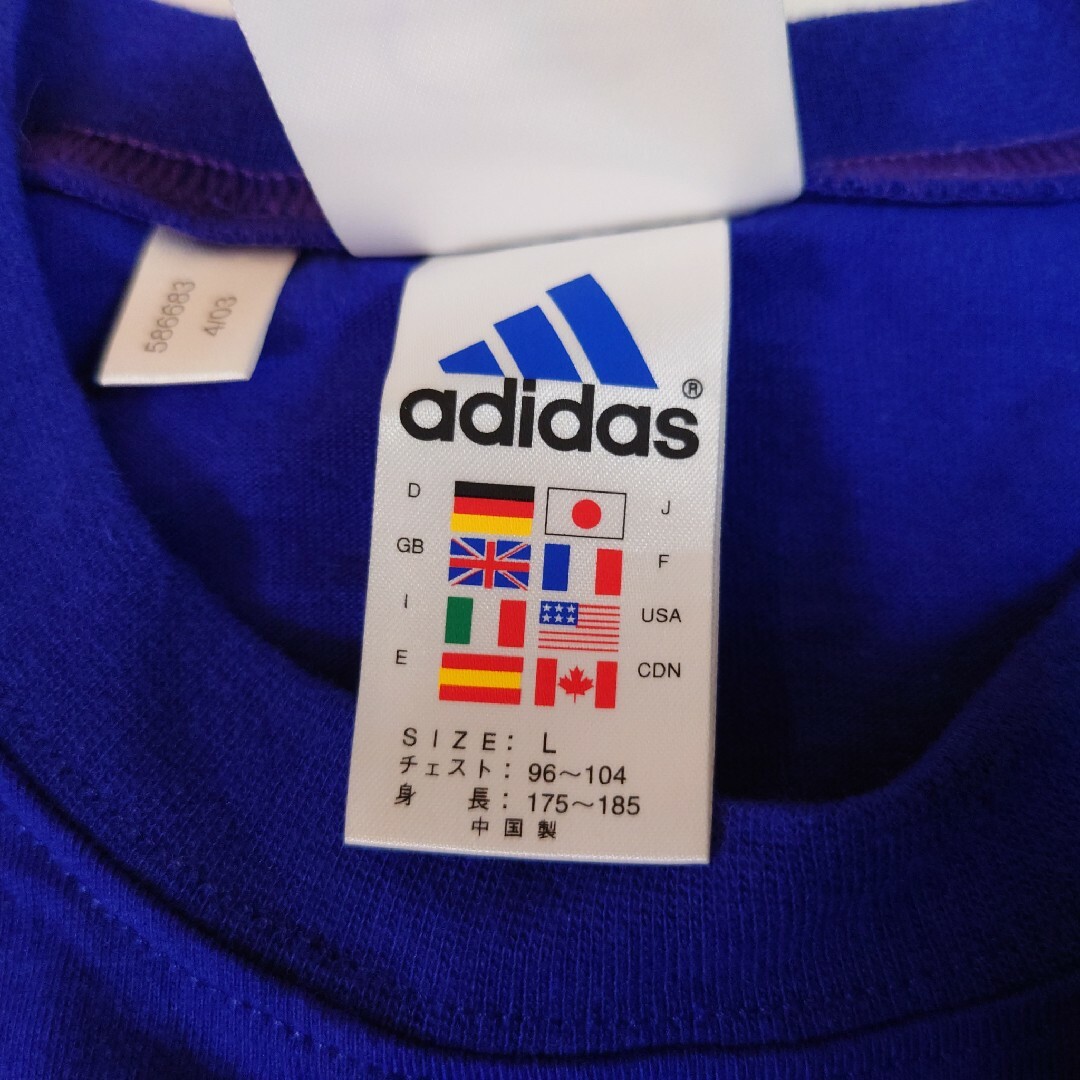 586683
4/03
adidas®
D J
GB F
I USA
E CDN
SIZE: L
チェスト: 96〜104
身 長: 175〜185
中国製